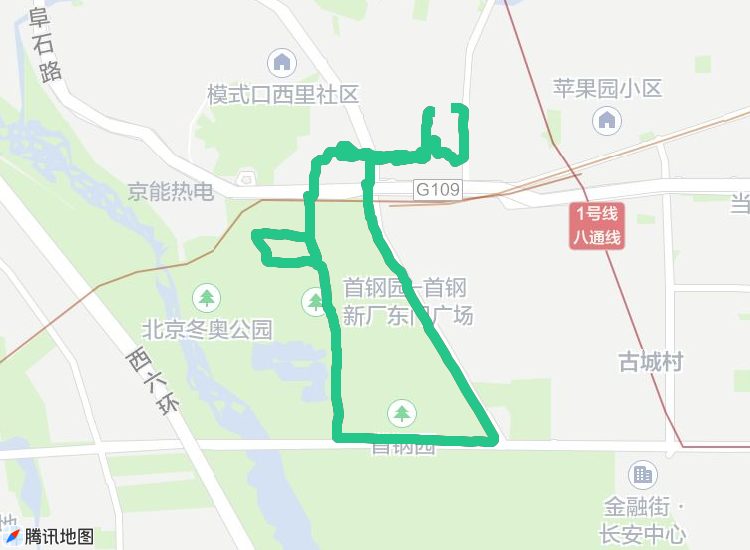 阜石路
模式口西里社区
苹果园小区
京能热电
G109
1号线
八通线
当
首钢园-首钢
新厂东门广场
北京冬奥公园
西六环
古城村
首钢园
金融街·
长安中心
地
腾讯地图